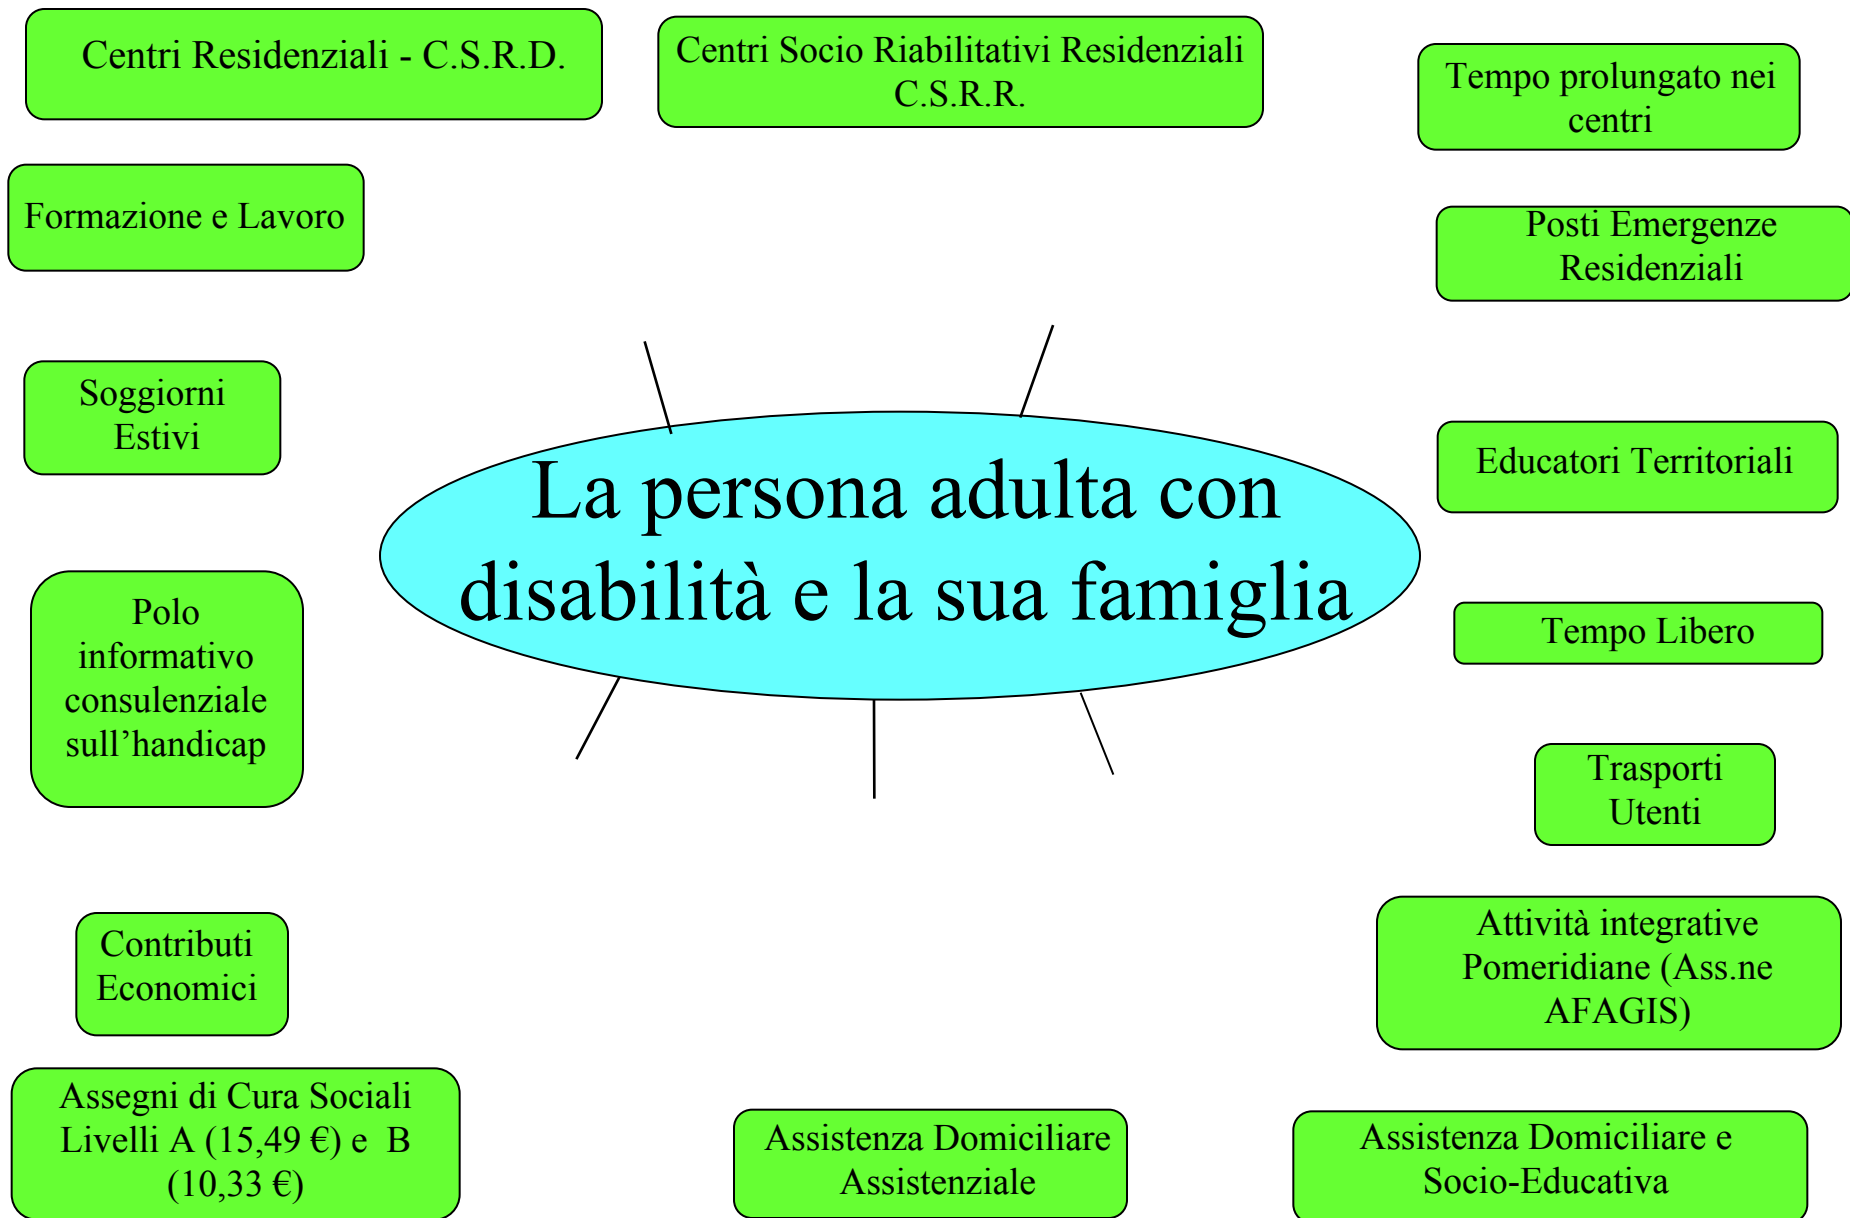 Centri Residenziali - C.S.R.D.
Centri Socio Riabilitativi Residenziali
C.S.R.R.
Tempo prolungato nei
centri
Formazione e Lavoro
Posti Emergenze
Residenziali
Soggiorni
Estivi
Educatori Territoriali
La persona adulta con
disabilità e la sua famiglia
Polo
informativo
consulenziale
sull’handicap
Tempo Libero
Trasporti
Utenti
Contributi
Economici
Attività integrative
Pomeridiane (Ass.ne
AFAGIS)
Assegni di Cura Sociali
Livelli A (15,49 €) e B
(10,33 €)
Assistenza Domiciliare
Assistenziale
Assistenza Domiciliare e
Socio-Educativa